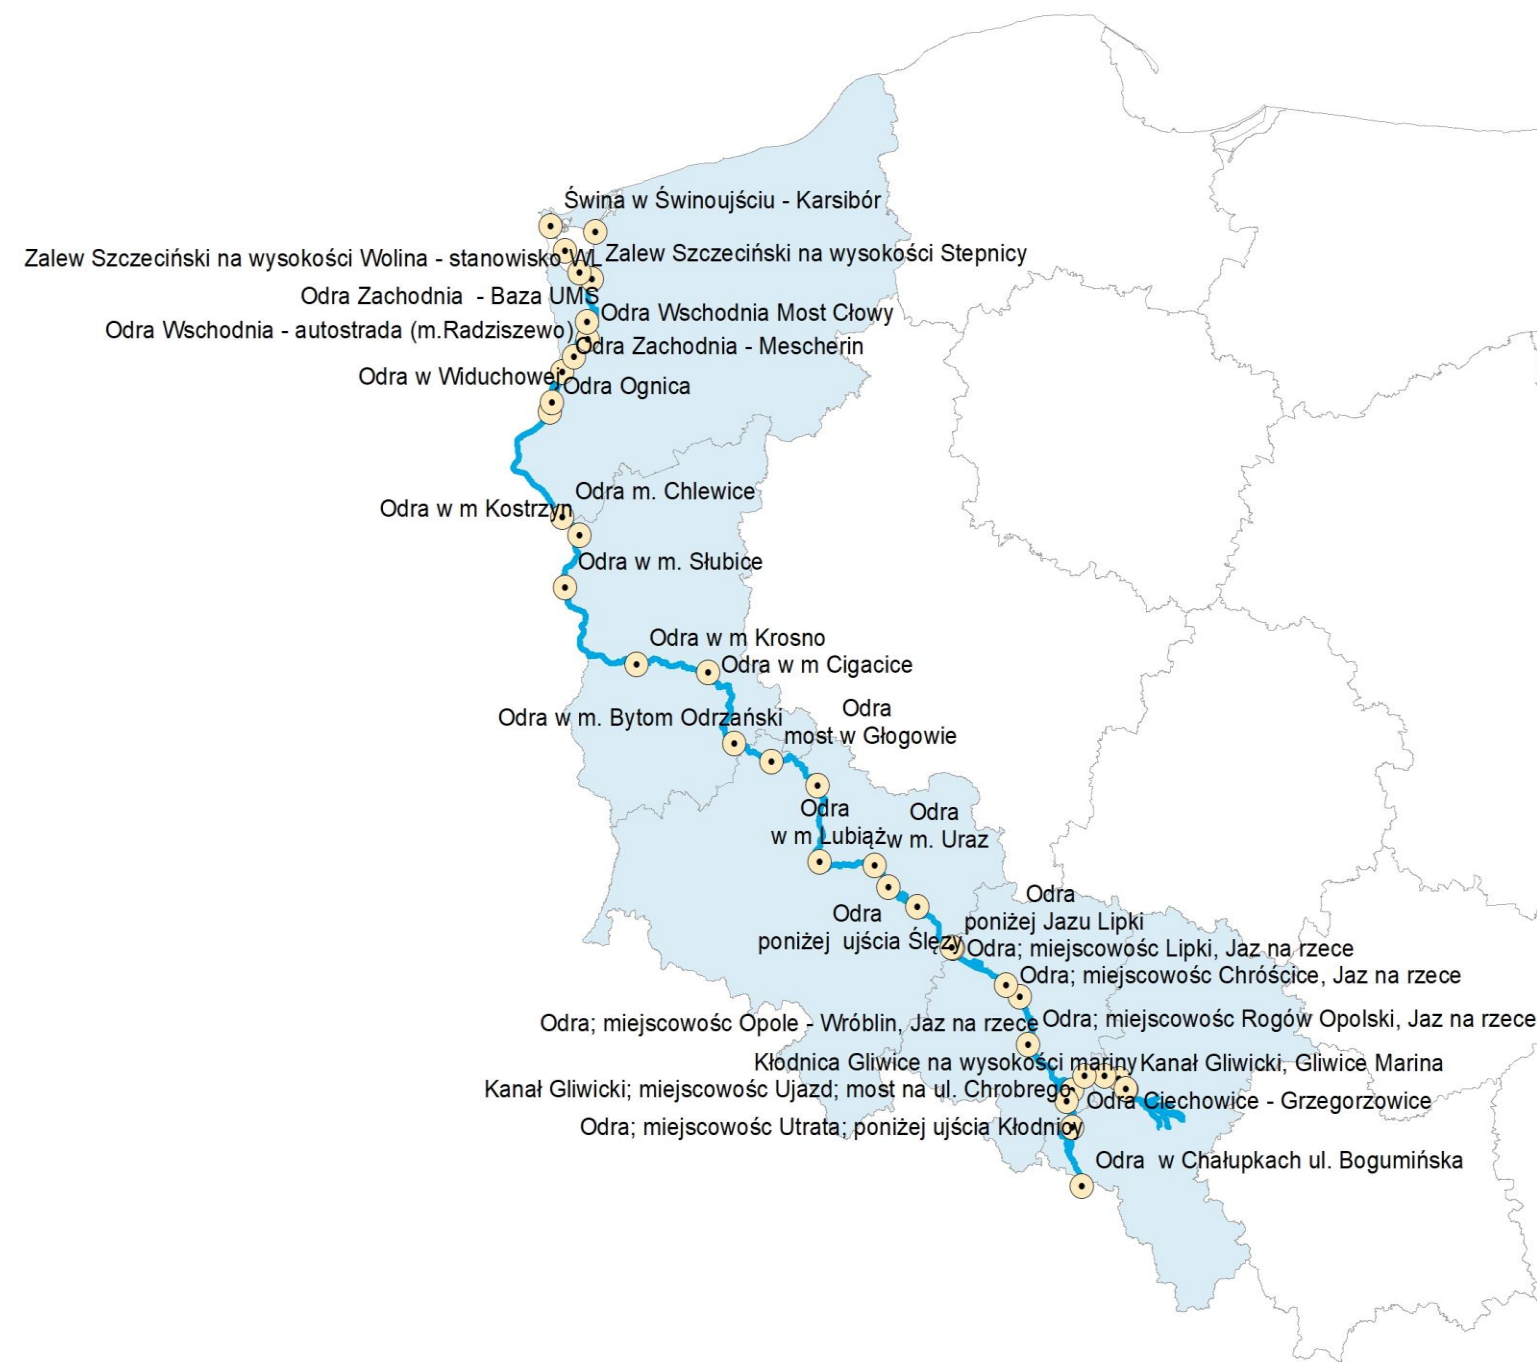 Świna w Świnoujściu - Karsibór
Zalew Szczeciński na wysokości Wolina - stanowisko WL
Zalew Szczeciński na wysokości Stepnicy
Odra Zachodnia - Baza UMS
Odra Wschodnia Most Cłowy
Odra Wschodnia - autostrada (m.Radziszewo)
Odra Zachodnia - Mescherin
Odra w Widuchowej
Odra Ognica
Odra m. Chlewice
Odra w m Kostrzyn
Odra w m. Słubice
Odra w m Krosno
Odra w m Cigacice
Odra w m. Bytom Odrzański
Odra
most w Głogowie
Odra
w m Lubiąż
Odra
w m. Uraz
Odra
poniżej ujścia Ślęzy
Odra
poniżej Jazu Lipki
Odra; miejscowośc Lipki, Jaz na rzece
Odra; miejscowośc Chróścice, Jaz na rzece
Odra; miejscowośc Opole - Wróblin, Jaz na rzece
Odra; miejscowośc Rogów Opolski, Jaz na rzece
Kłodnica Gliwice na wysokości mariny
Kanał Gliwicki, Gliwice Marina
Kanał Gliwicki; miejscowośc Ujazd; most na ul. Chrobrego
Odra Ciechowice - Grzegorzowice
Odra; miejscowośc Utrata; poniżej ujścia Kłodnicy
Odra w Chałupkach ul. Bogumińska